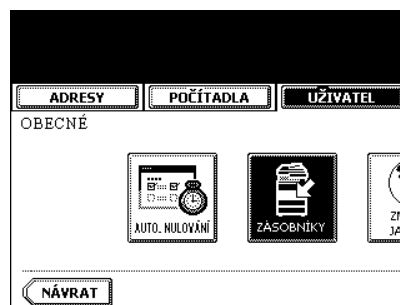 ADRESY POČÍTADLA UŽIVATEL
OBECNÉ
AUTO. NULOVÁNÍ ZÁSOBNÍKY
NÁVRAT